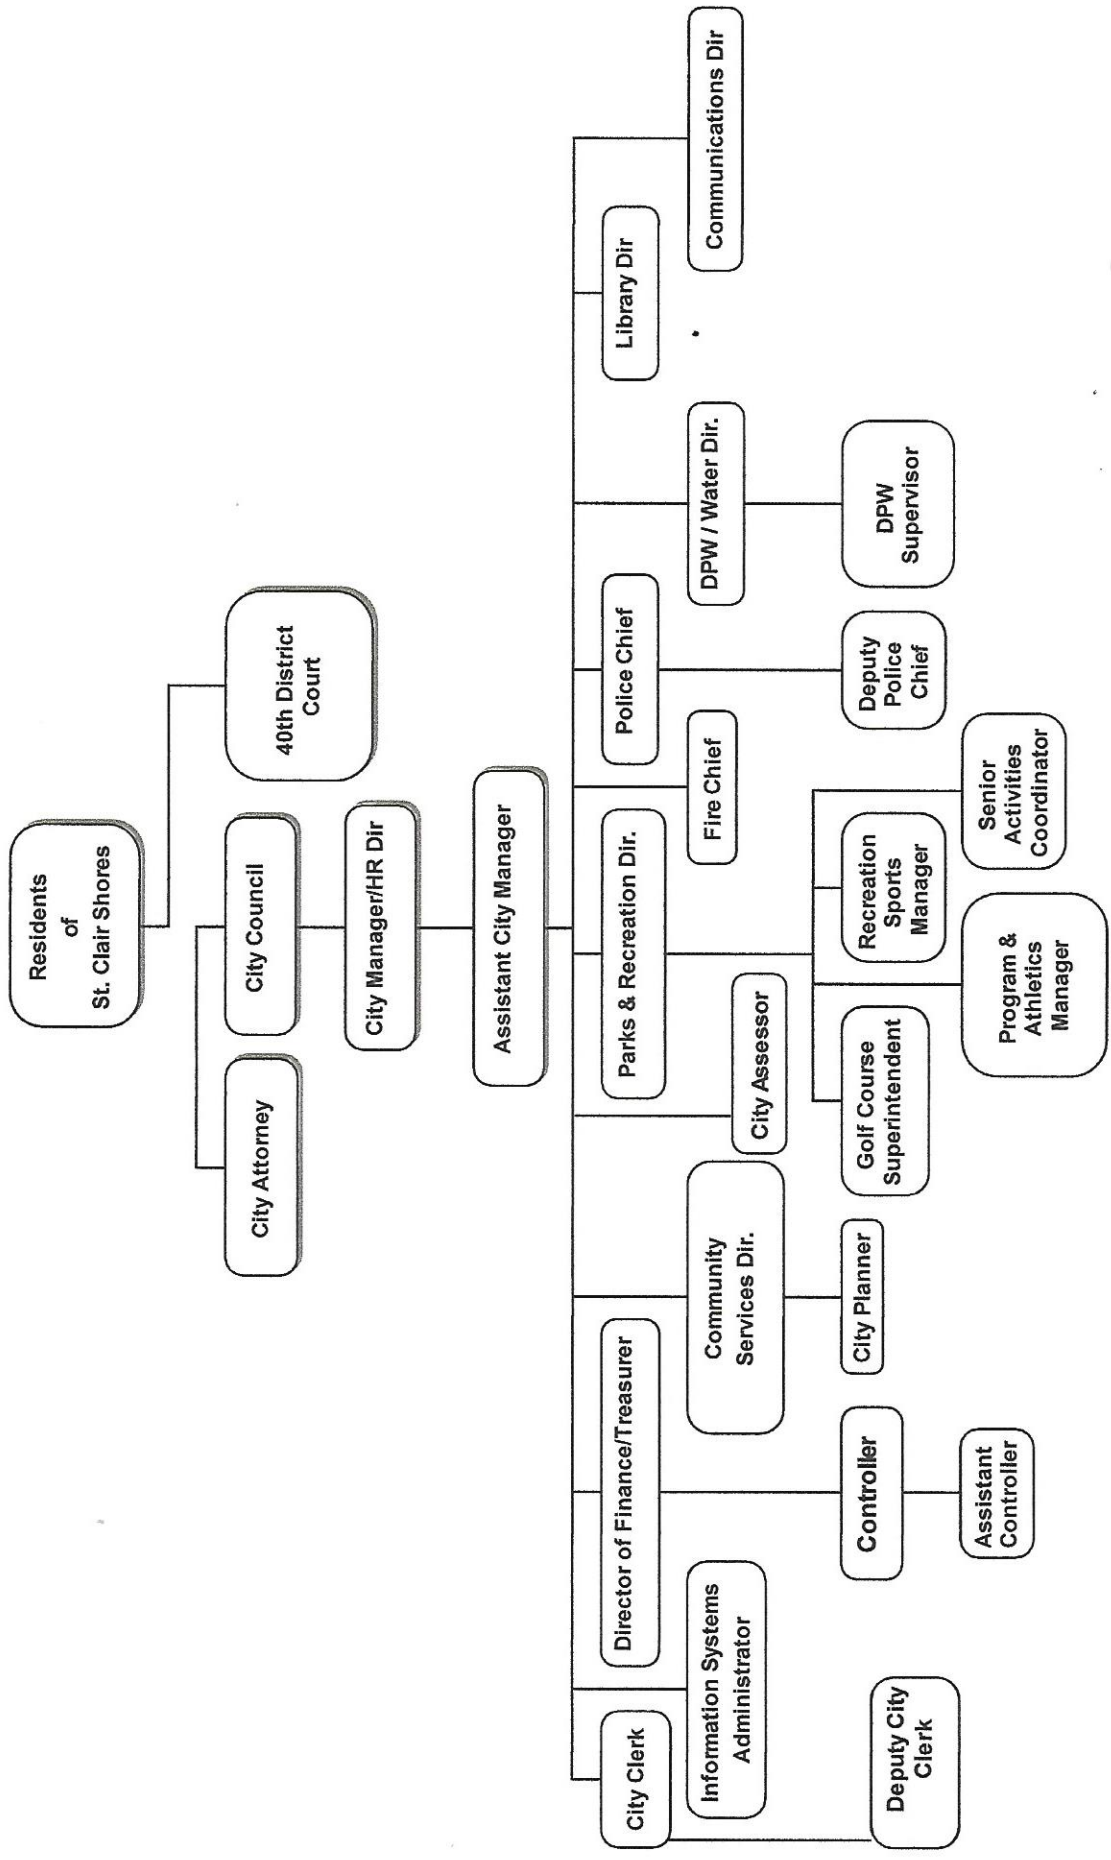 Residents
of
St. Clair Shores
City Attorney
City Council
40th District
Court
City Manager/HR Dir
Assistant City Manager
City Clerk
Director of Finance/Treasurer
Parks & Recreation Dir.
Police Chief
Library Dir
Information Systems
Administrator
Community
Services Dir.
City Assessor
Fire Chief
DPW / Water Dir.
Communications Dir
Deputy City
Clerk
Controller
City Planner
Golf Course
Superintendent
Recreation
Sports
Manager
Deputy
Police
Chief
DPW
Supervisor
Assistant
Controller
Program &
Athletics
Manager
Senior
Activities
Coordinator